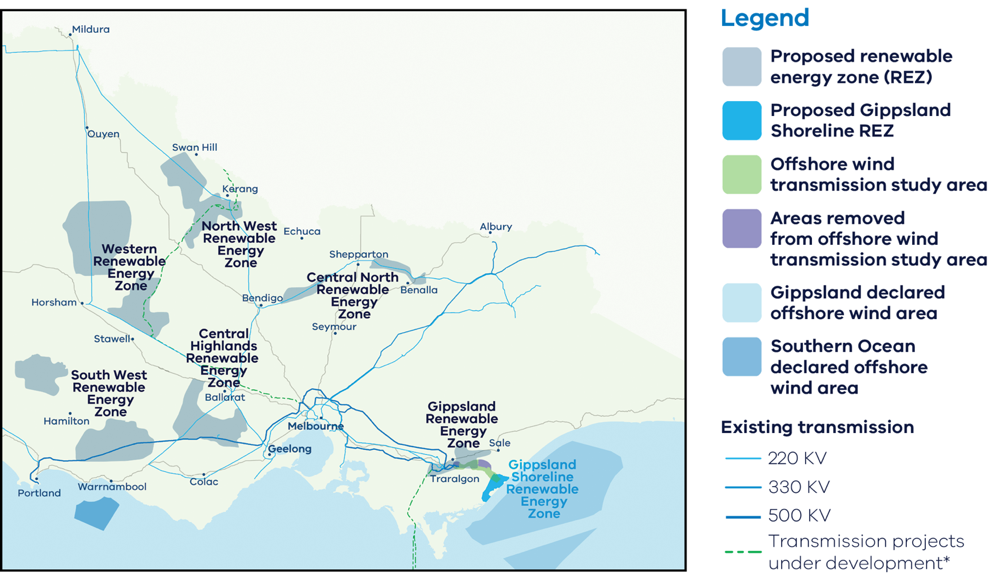 Mildura
Ouyen
Swan Hill
Kerang
North West
Renewable
Energy
Zone
Western
Renewable
Energy
Zone
Echuca
Albury
Shepparton
Central North
Renewable
Energy
Zone
Benalla
Horsham
Bendigo
Seymour
Stawell
Central
Highlands
Renewable
Energy
Zone
Ballarat
South West
Renewable
Energy
Zone
Hamilton
Melbourne
Gippsland
Renewable
Energy
Zone
Sale
Geelong
Traralgon
Gippsland
Shoreline
Renewable
Energy
Zone
Portland
Warrnambool
Colac
Legend
Proposed renewable
energy zone (REZ)
Proposed Gippsland
Shoreline REZ
Offshore wind
transmission study area
Areas removed
from offshore wind
transmission study area
Gippsland declared
offshore wind area
Southern Ocean
declared offshore
wind area
Existing transmission
220 KV
330 KV
500 KV
Transmission projects
under development*